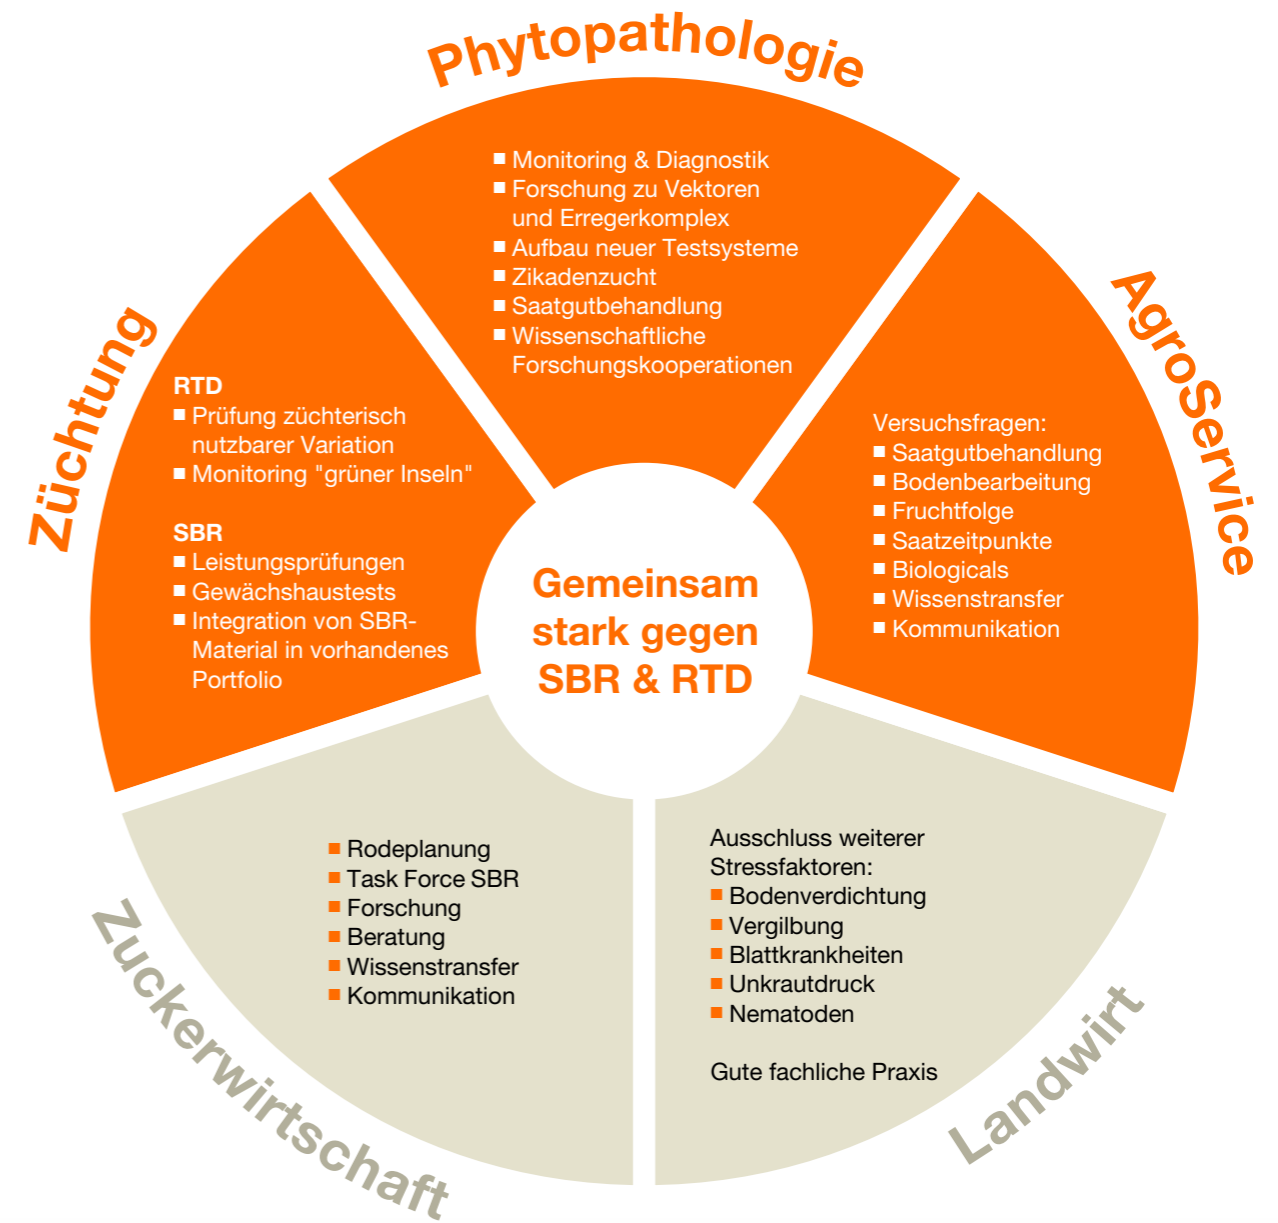 Phytopathologie
Monitoring & Diagnostik
Forschung zu Vektoren
und Erregerkomplex
Aufbau neuer Testsysteme
Zikadenzucht
Saatgutbehandlung
Wissenschaftliche
Forschungskooperationen
AgroService
Versuchsfragen:
Saatgutbehandlung
Bodenbearbeitung
Fruchtfolge
Saatzeitpunkte
Biologicals
Wissenstransfer
Kommunikation
Züchtung
RTD
Prüfung züchterisch
nutzbarer Variation
Monitoring "grüner Inseln"
SBR
Leistungsprüfungen
Gewächshaustests
Integration von SBR-
Material in vorhandenes
Portfolio
Gemeinsam
stark gegen
SBR & RTD
Zuckerwirtschaft
Rodeplanung
Task Force SBR
Forschung
Beratung
Wissenstransfer
Kommunikation
Landwirt
Ausschluss weiterer
Stressfaktoren:
Bodenverdichtung
Vergilbung
Blattkrankheiten
Unkrautdruck
Nematoden
Gute fachliche Praxis